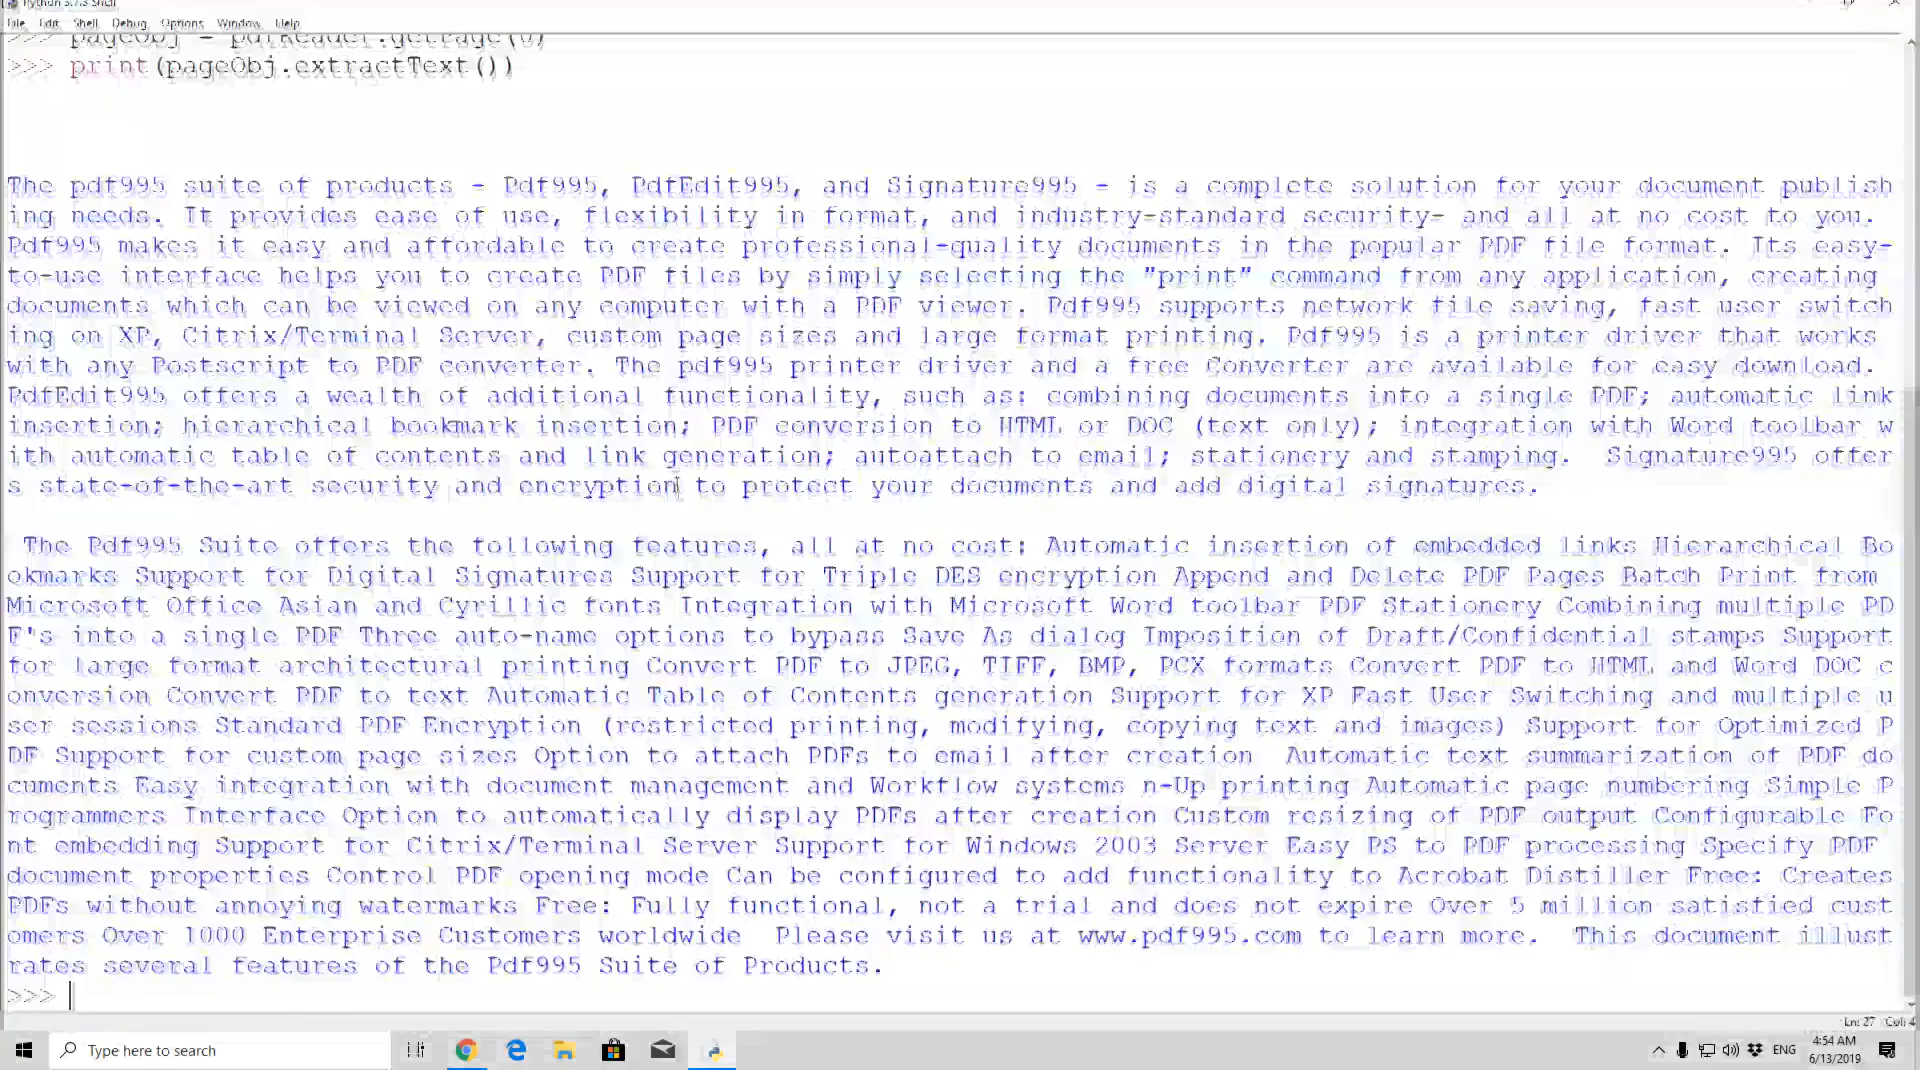 Python 3.7.3 Shell
File Edit Shell Debug Options Window Help
>>> pageObj = pdfReader.getPage(0)
>>> print(pageObj.extractText())
The pdf995 suite of products - Pdf995, PdfEdit995, and Signature995 - is a complete solution for your document publish
ing needs. It provides ease of use, flexibility in format, and industry-standard security- and all at no cost to you.
Pdf995 makes it easy and affordable to create professional-quality documents in the popular PDF file format. Its easy-
to-use interface helps you to create PDF files by simply selecting the "print" command from any application, creating
documents which can be viewed on any computer with a PDF viewer. Pdf995 supports network file saving, fast user switch
ing on XP, Citrix/Terminal Server, custom page sizes and large format printing. Pdf995 is a printer driver that works
with any Postscript to PDF converter. The pdf995 printer driver and a free Converter are available for easy download.
PdfEdit995 offers a wealth of additional functionality, such as: combining documents into a single PDF; automatic link
insertion; hierarchical bookmark insertion; PDF conversion to HTML or DOC (text only); integration with Word toolbar w
ith automatic table of contents and link generation; autoattach to email; stationery and stamping.  Signature995 offer
s state-of-the-art security and encryption to protect your documents and add digital signatures.
The Pdf995 Suite offers the following features, all at no cost: Automatic insertion of embedded links Hierarchical Bo
okmarks Support for Digital Signatures Support for Triple DES encryption Append and Delete PDF Pages Batch Print from
Microsoft Office Asian and Cyrillic fonts Integration with Microsoft Word toolbar PDF Stationery Combining multiple PD
F's into a single PDF Three auto-name options to bypass Save As dialog Imposition of Draft/Confidential stamps Support
for large format architectural printing Convert PDF to JPEG, TIFF, BMP, PCX formats Convert PDF to HTML and Word DOC c
onversion Convert PDF to text Automatic Table of Contents generation Support for XP Fast User Switching and multiple u
ser sessions Standard PDF Encryption (restricted printing, modifying, copying text and images) Support for Optimized P
DF Support for custom page sizes Option to attach PDFs to email after creation  Automatic text summarization of PDF do
cuments Easy integration with document management and Workflow systems n-Up printing Automatic page numbering Simple P
rogrammers Interface Option to automatically display PDFs after creation Custom resizing of PDF output Configurable Fo
nt embedding Support for Citrix/Terminal Server Support for Windows 2003 Server Easy PS to PDF processing Specify PDF
document properties Control PDF opening mode Can be configured to add functionality to Acrobat Distiller Free: Creates
PDFs without annoying watermarks Free: Fully functional, not a trial and does not expire Over 5 million satisfied cust
omers Over 1000 Enterprise Customers worldwide  Please visit us at www.pdf995.com to learn more.  This document illust
rates several features of the Pdf995 Suite of Products.
>>>
Ln: 27 Col: 4
Type here to search
ENG
4:54 AM
6/13/2019